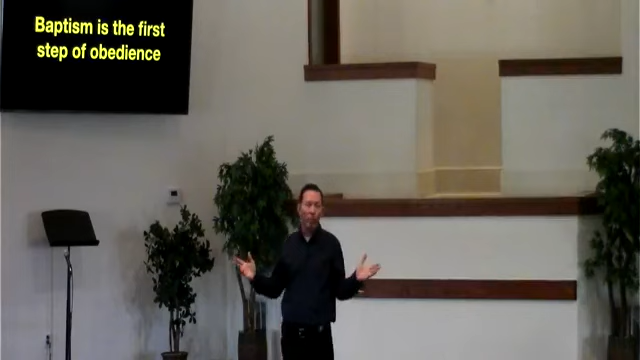 Baptism is the first
step of obedience